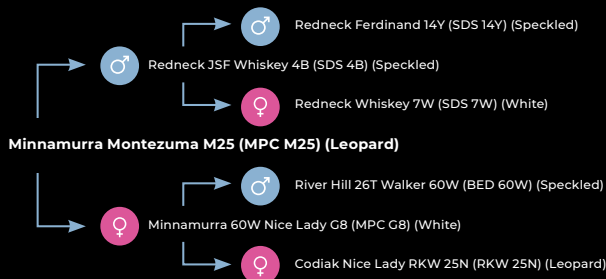 Redneck Ferdinand 14Y (SDS 14Y) (Speckled)
Redneck JSF Whiskey 4B (SDS 4B) (Speckled)
Redneck Whiskey 7W (SDS 7W) (White)
Minnamurra Montezuma M25 (MPC M25) (Leopard)
River Hill 26T Walker 60W (BED 60W) (Speckled)
Minnamurra 60W Nice Lady G8 (MPC G8) (White)
Codiak Nice Lady RKW 25N (RKW 25N) (Leopard)